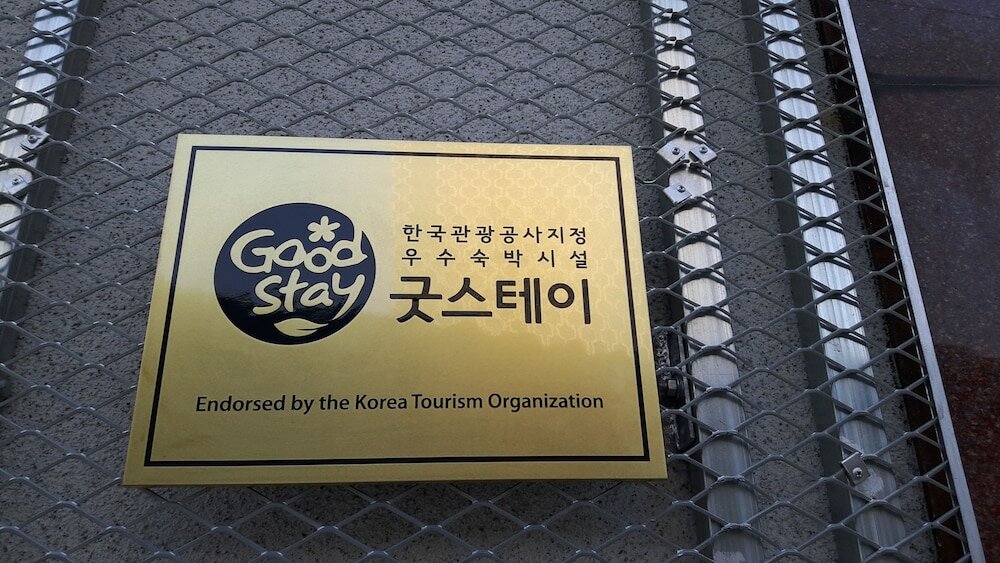 Good
Stay
한국관광공사지정
우수숙박시설
굿스테이
Endorsed by the Korea Tourism Organization